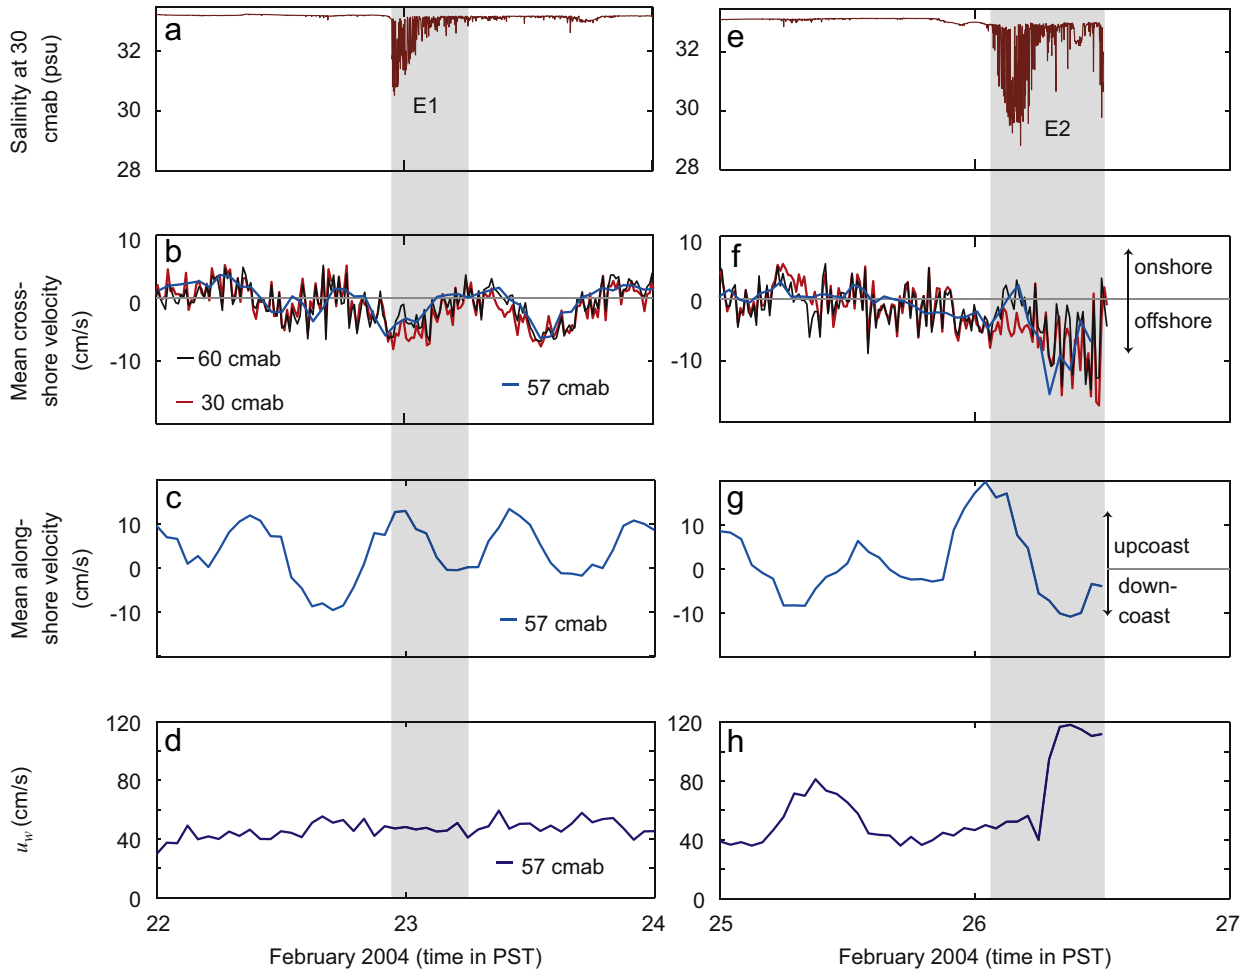 Salinity at 30
cmab (psu)
32
30
28
a
E1
e
32
30
28
E2
Mean cross-
shore velocity
(cm/s)
10
0
-10
b
60 cmab
30 cmab
57 cmab
10
0
-10
f
onshore
offshore
Mean along-
shore velocity
(cm/s)
10
0
-10
c
57 cmab
10
0
-10
g
upcoast
down-
coast
u_w (cm/s)
120
80
40
0
d
57 cmab
120
80
40
0
h
22
23
24
25
26
27
February 2004 (time in PST)
February 2004 (time in PST)